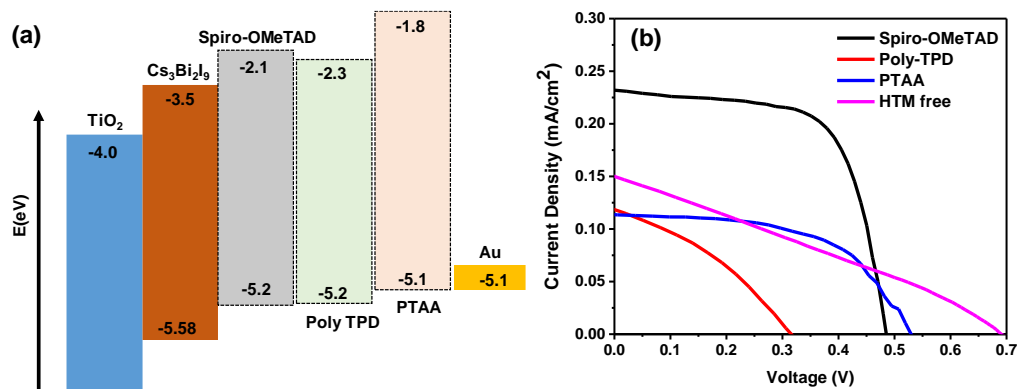 (a)
E(eV)
TiO2
-4.0
Cs3Bi2I9
-3.5
-5.58
Spiro-OMeTAD
-2.1
-5.2
-2.3
-5.2
Poly TPD
-1.8
-5.1
PTAA
Au
-5.1
(b)
Spiro-OMeTAD
Poly-TPD
PTAA
HTM free
Current Density (mA/cm2)
0.30
0.25
0.20
0.15
0.10
0.05
0.00
0.0 0.1 0.2 0.3 0.4 0.5 0.6 0.7
Voltage (V)